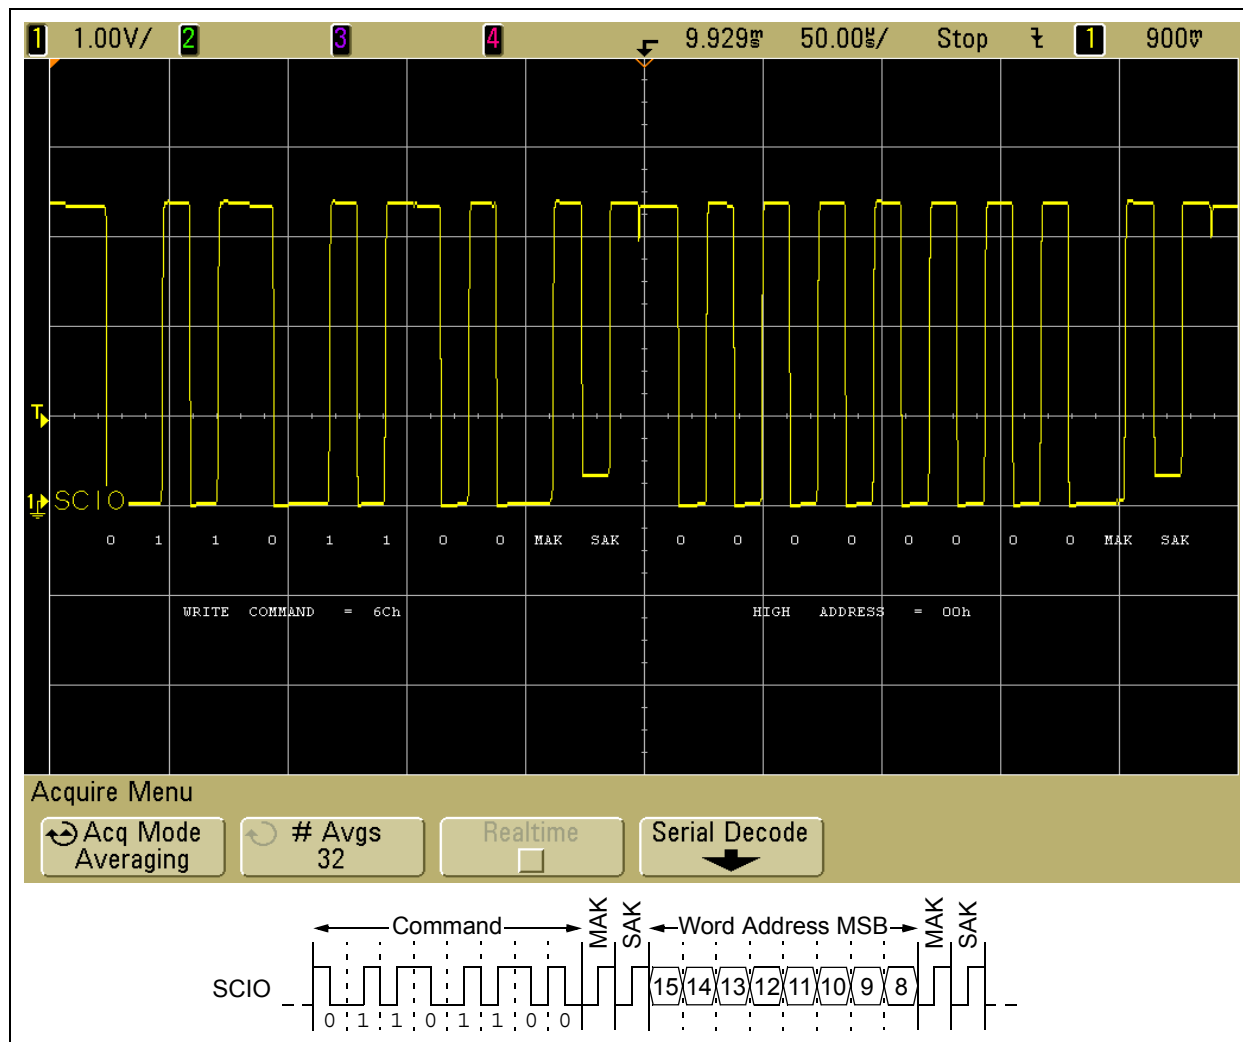 1 1.00V/ 2 3 4 9.929ms 50.00us/ Stop 1 900mV
T
1 SCIO
0 1 1 0 1 1 0 0 MAK SAK 0 0 0 0 0 0 0 0 MAK SAK
WRITE COMMAND = 6Ch HIGH ADDRESS = 00h
Acquire Menu
Acq Mode # Avgs Realtime Serial Decode
Averaging 32
Command MAK SAK Word Address MSB MAK SAK
SCIO 15 14 13 12 11 10 9 8
0 1 1 0 1 1 0 0